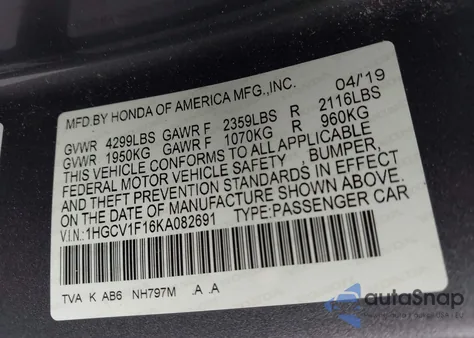 MFD.BY HONDA OF AMERICA MFG.,INC. 04/'19
GVWR 4299LBS GAWR F 2359LBS R 2116LBS
GVWR 1950KG GAWR F 1070KG R 960KG
THIS VEHICLE CONFORMS TO ALL APPLICABLE
FEDERAL MOTOR VEHICLE SAFETY , BUMPER,
AND THEFT PREVENTION STANDARDS IN EFFECT
ON THE DATE OF MANUFACTURE SHOWN ABOVE.
V.I.N:1HGCV1F16KA082691 TYPE:PASSENGER CAR
TVA K AB6 NH797M .A .A
autoSnap